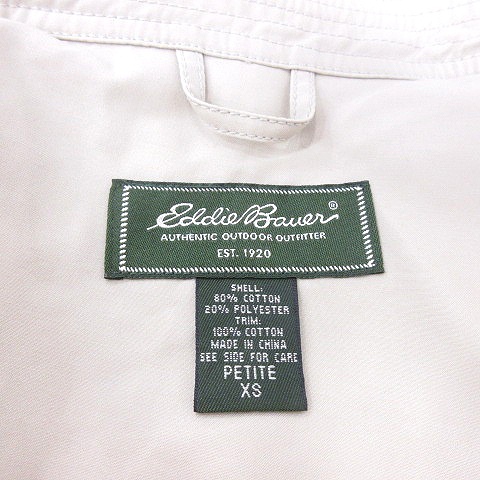 Eddie Bauer®
AUTHENTIC OUTDOOR OUTFITTER
EST. 1920
SHELL:
80% COTTON
20% POLYESTER
TRIM:
100% COTTON
MADE IN CHINA
SEE SIDE FOR CARE
PETITE
XS